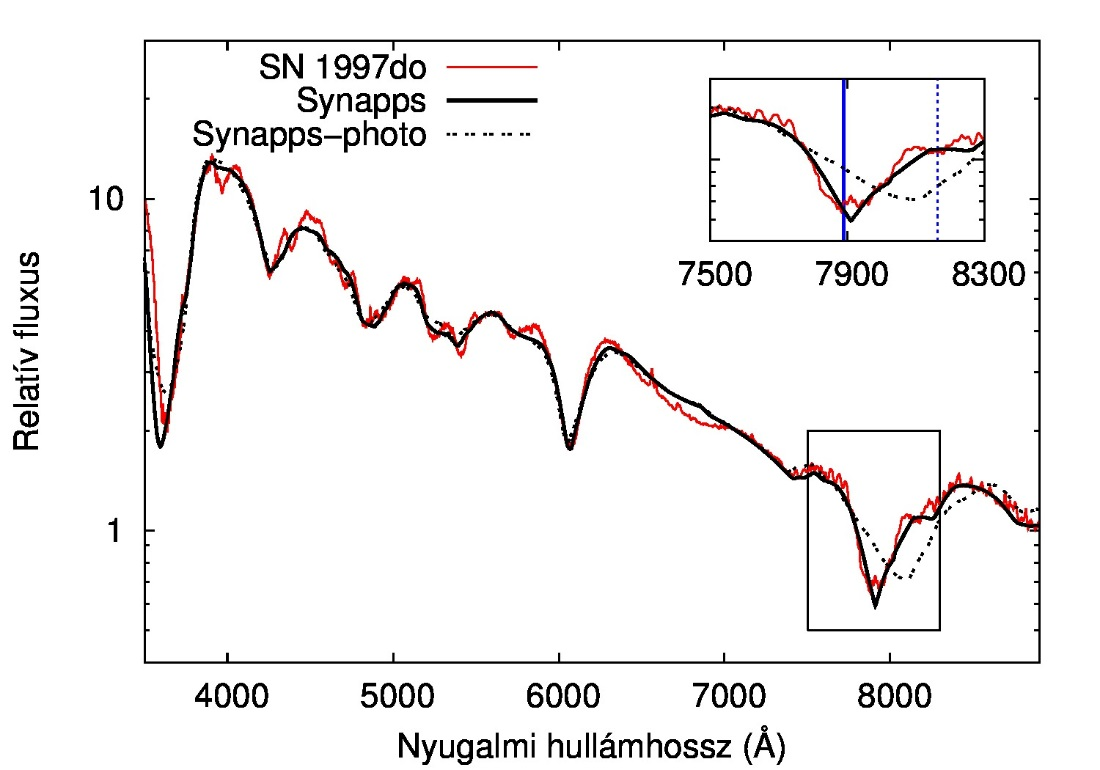 SN 1997do
Synapps
Synapps−photo
10
1
Relatív fluxus
7500 7900 8300
4000 5000 6000 7000 8000
Nyugalmi hullámhossz (Å)